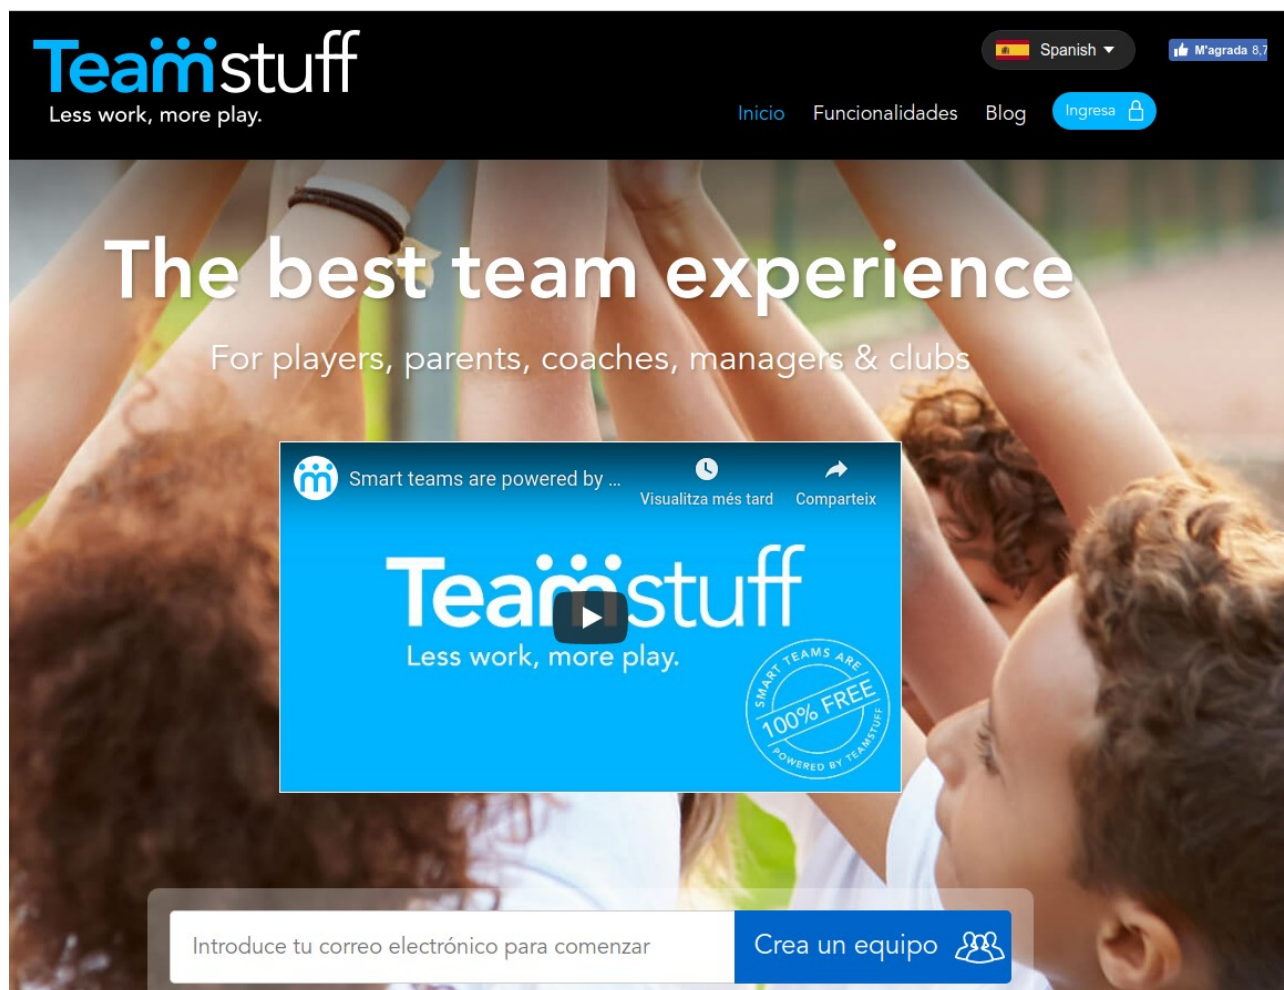 Teamstuff
Less work, more play.
Spanish
M'agrada 8,7
Inicio Funcionalidades Blog Ingresa
The best team experience
For players, parents, coaches, managers & clubs
Smart teams are powered by ...
Visualitza més tard Comparteix
Teamstuff
Less work, more play.
SMART TEAMS ARE
100% FREE
POWERED BY TEAMSTUFF
Introduce tu correo electrónico para comenzar
Crea un equipo